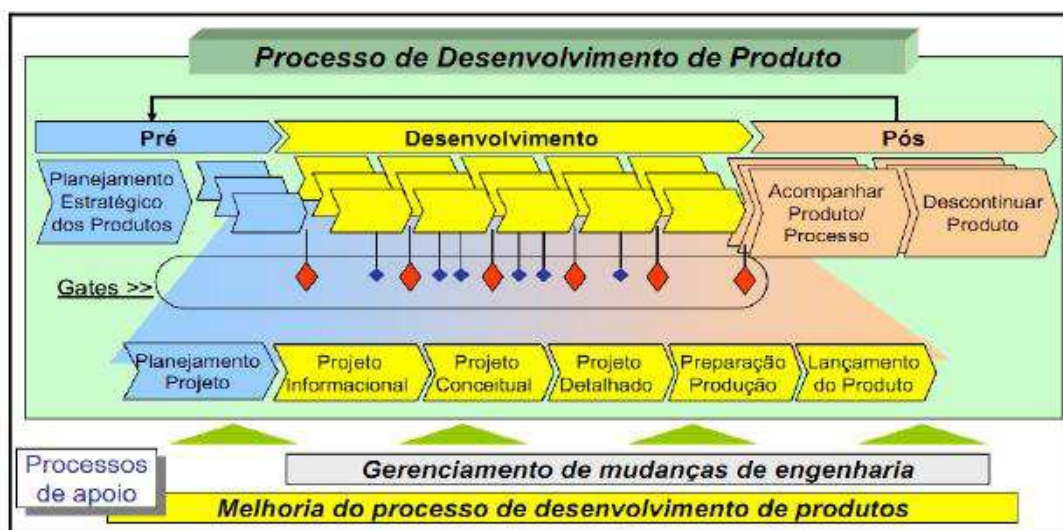 Processo de Desenvolvimento de Produto
Pré
Desenvolvimento
Pós
Planejamento
Estratégico
dos Produtos
Acompanhar
Produto/
Processo
Descontinuar
Produto
Gates >>
Planejamento
Projeto
Projeto
Informacional
Projeto
Conceitual
Projeto
Detalhado
Preparação
Produção
Lançamento
do Produto
Processos
de apoio
Gerenciamento de mudanças de engenharia
Melhoria do processo de desenvolvimento de produtos